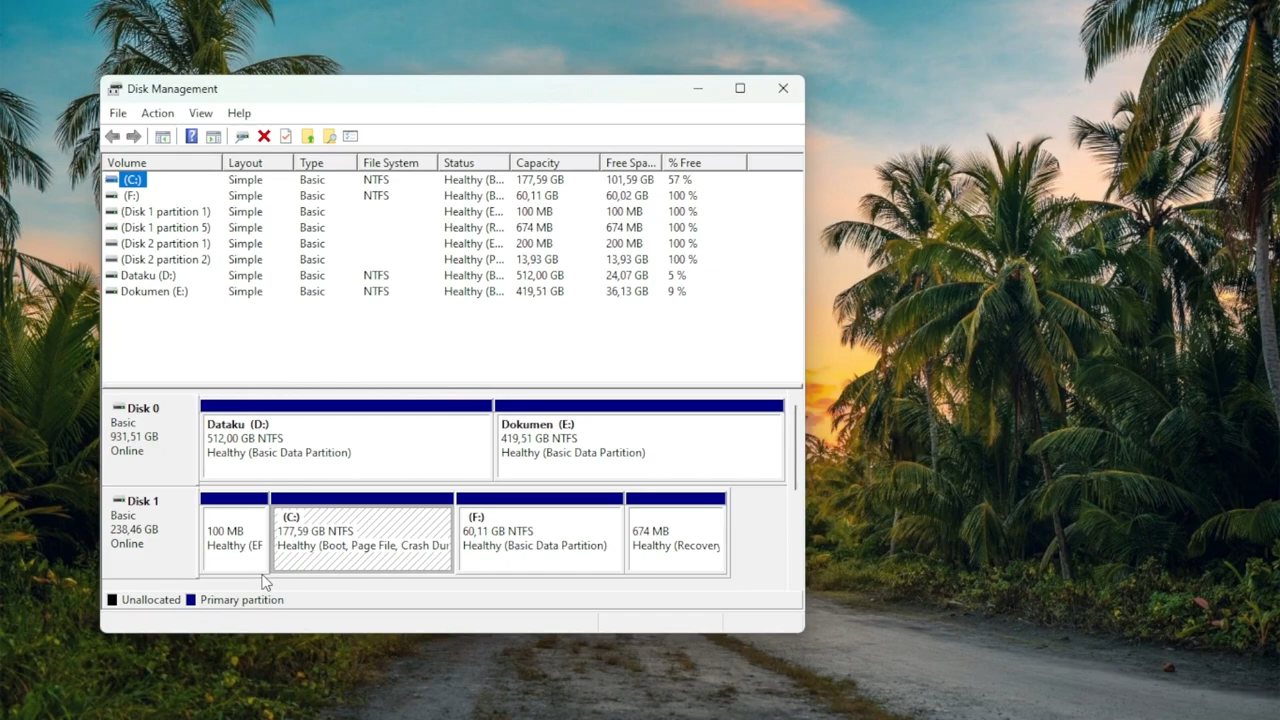 Disk Management
File Action View Help
Volume Layout Type File System Status Capacity Free Spa... % Free
(C:) Simple Basic NTFS Healthy (B... 177,59 GB 101,59 GB 57 %
(F:) Simple Basic NTFS Healthy (B... 60,11 GB 60,02 GB 100 %
(Disk 1 partition 1) Simple Basic Healthy (E... 100 MB 100 MB 100 %
(Disk 1 partition 5) Simple Basic Healthy (R... 674 MB 674 MB 100 %
(Disk 2 partition 1) Simple Basic Healthy (E... 200 MB 200 MB 100 %
(Disk 2 partition 2) Simple Basic Healthy (P... 13,93 GB 13,93 GB 100 %
Dataku (D:) Simple Basic NTFS Healthy (B... 512,00 GB 24,07 GB 5 %
Dokumen (E:) Simple Basic NTFS Healthy (B... 419,51 GB 36,13 GB 9 %
Disk 0
Basic
931,51 GB
Online
Dataku (D:)
512,00 GB NTFS
Healthy (Basic Data Partition)
Dokumen (E:)
419,51 GB NTFS
Healthy (Basic Data Partition)
Disk 1
Basic
238,46 GB
Online
100 MB
Healthy (EF
(C:)
177,59 GB NTFS
Healthy (Boot, Page File, Crash Dur
(F:)
60,11 GB NTFS
Healthy (Basic Data Partition)
674 MB
Healthy (Recovery
Unallocated Primary partition